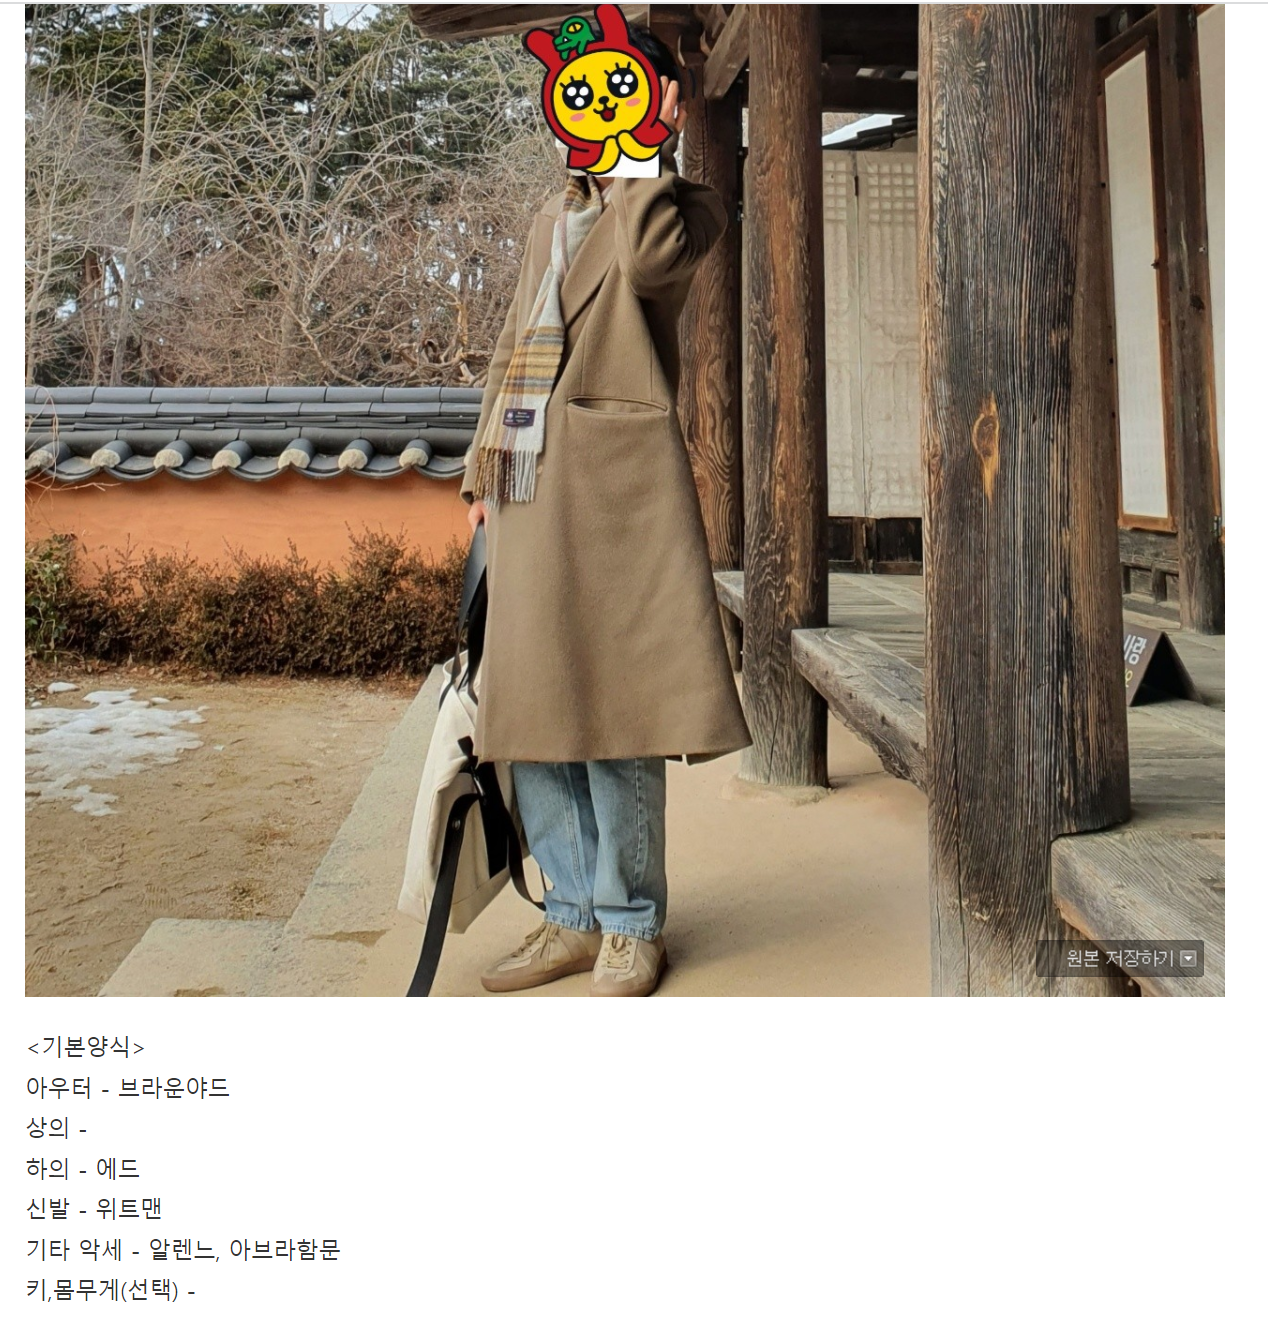 원본 저장하기
<기본양식>
아우터 - 브라운야드
상의 -
하의 - 에드
신발 - 위트맨
기타 악세 - 알렌느, 아브라함문
키,몸무게(선택) -